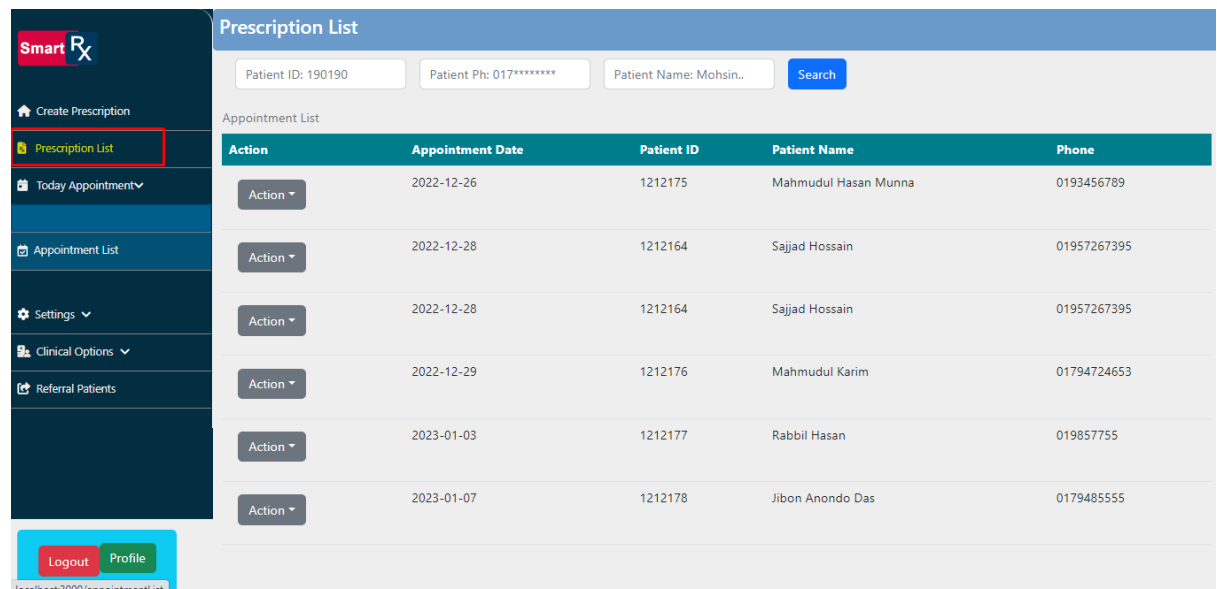 Smart Rx
Create Prescription
Prescription List
Today Appointment
Appointment List
Settings
Clinical Options
Referral Patients
Logout Profile
localhost:3000/appointmentList
Prescription List
Patient ID: 190190 Patient Ph: 017******** Patient Name: Mohsin.. Search
Appointment List
Action Appointment Date Patient ID Patient Name Phone
Action 2022-12-26 1212175 Mahmudul Hasan Munna 0193456789
Action 2022-12-28 1212164 Sajjad Hossain 01957267395
Action 2022-12-28 1212164 Sajjad Hossain 01957267395
Action 2022-12-29 1212176 Mahmudul Karim 01794724653
Action 2023-01-03 1212177 Rabbil Hasan 019857755
Action 2023-01-07 1212178 Jibon Anondo Das 0179485555